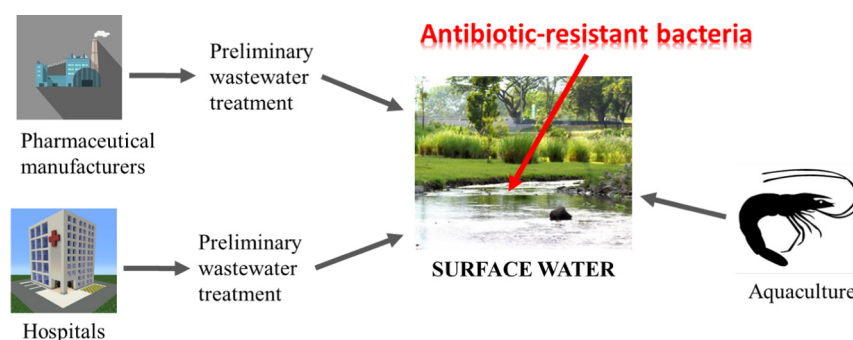 Antibiotic-resistant bacteria
Preliminary
wastewater
treatment
Pharmaceutical
manufacturers
Preliminary
wastewater
treatment
SURFACE WATER
Aquaculture
Hospitals